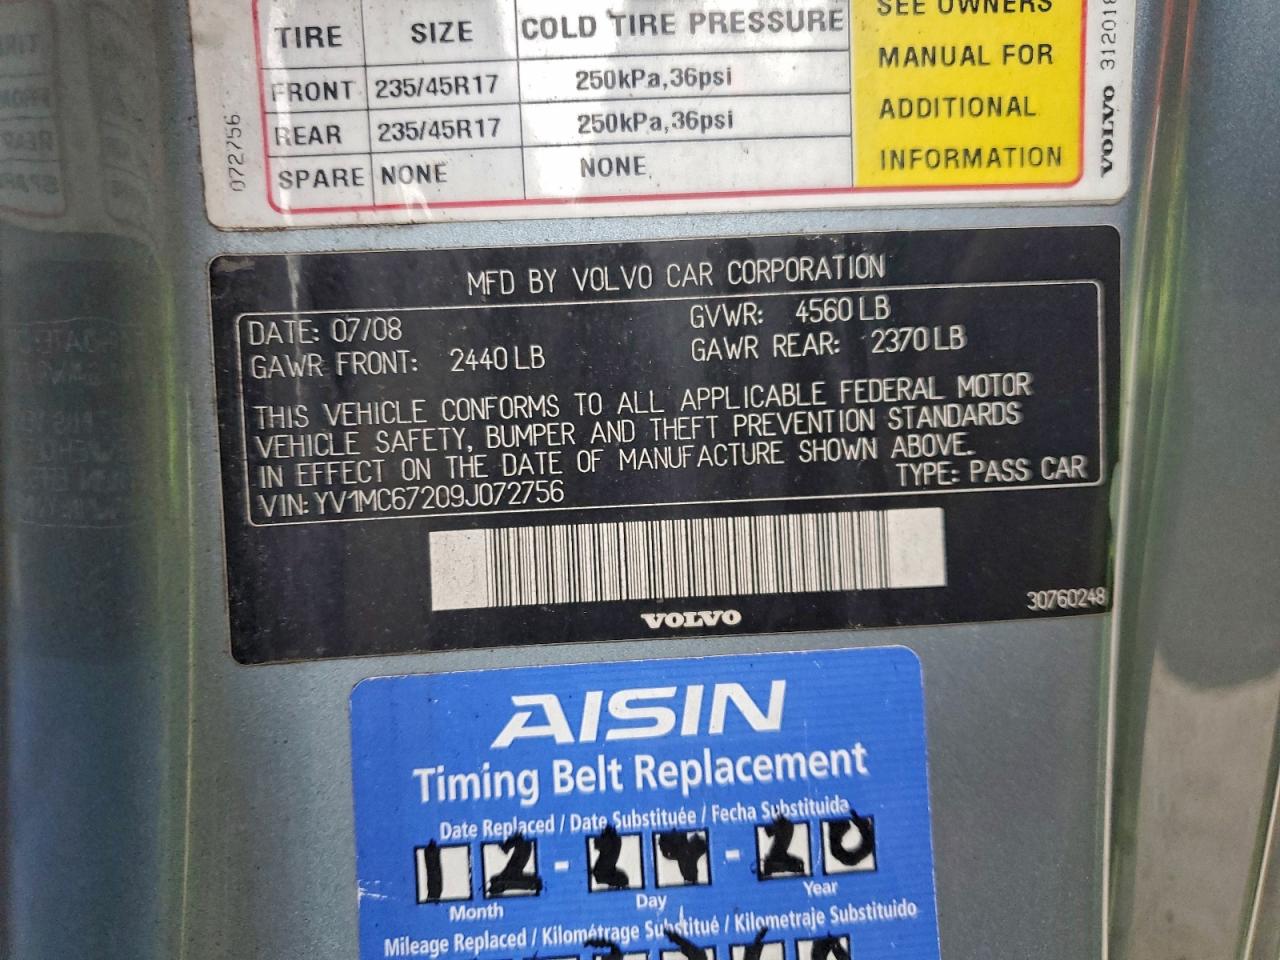 SEE OWNERS
MANUAL FOR
ADDITIONAL
INFORMATION
TIRE SIZE COLD TIRE PRESSURE
FRONT 235/45R17 250kPa,36psi
REAR 235/45R17 250kPa,36psi
SPARE NONE NONE
072756
VOLVO 312018
MFD BY VOLVO CAR CORPORATION
DATE: 07/08 GVWR: 4560 LB
GAWR FRONT: 2440 LB GAWR REAR: 2370 LB
THIS VEHICLE CONFORMS TO ALL APPLICABLE FEDERAL MOTOR
VEHICLE SAFETY, BUMPER AND THEFT PREVENTION STANDARDS
IN EFFECT ON THE DATE OF MANUFACTURE SHOWN ABOVE.
VIN: YV1MC67209J072756 TYPE: PASS CAR
VOLVO
30760248
AISIN
Timing Belt Replacement
Date Replaced / Date Substituée / Fecha Substituida
12-24-20
Month Day Year
Mileage Replaced / Kilométrage Substitué / Kilometraje Substituido